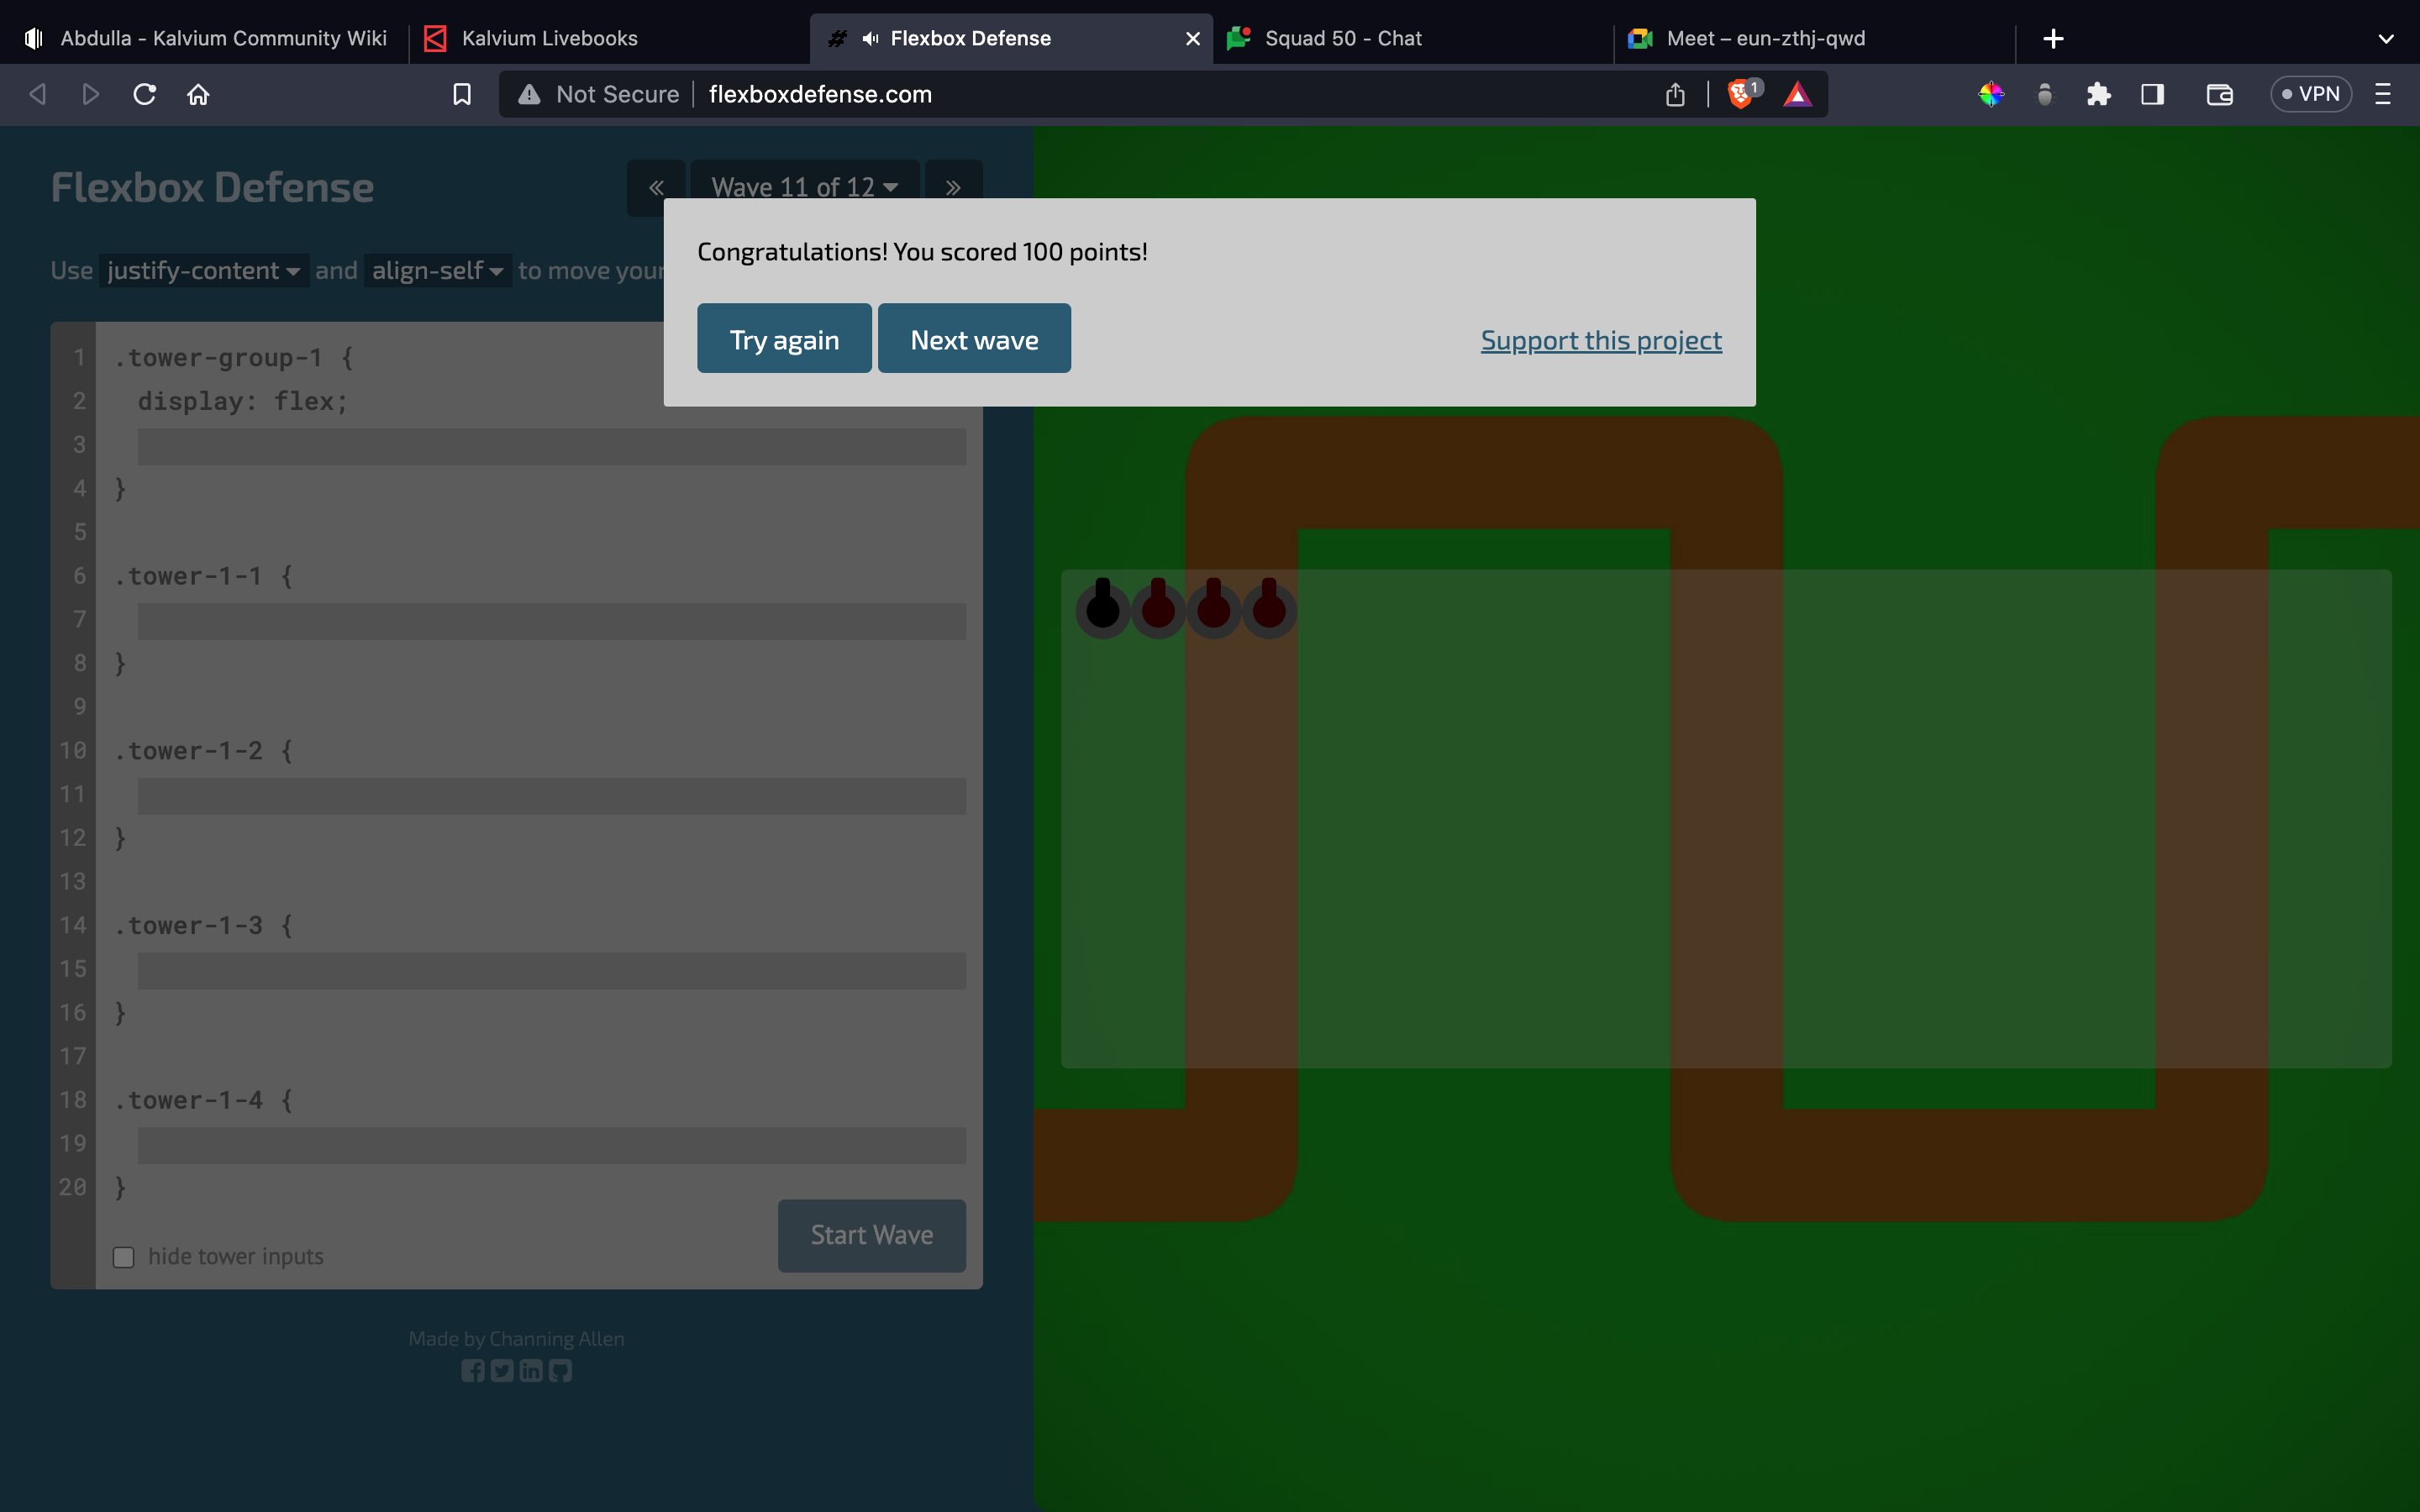 Abdulla - Kalvium Community Wiki
Kalvium Livebooks
Flexbox Defense
Squad 50 - Chat
Meet – eun-zthj-qwd
Not Secure
flexboxdefense.com
1
VPN
Flexbox Defense
« Wave 11 of 12 »
Use justify-content and align-self to move your
Congratulations! You scored 100 points!
Try again
Next wave
Support this project
1 .tower-group-1 {
2 display: flex;
3
4 }
5
6 .tower-1-1 {
7
8 }
9
10 .tower-1-2 {
11
12 }
13
14 .tower-1-3 {
15
16 }
17
18 .tower-1-4 {
19
20 }
hide tower inputs
Start Wave
Made by Channing Allen